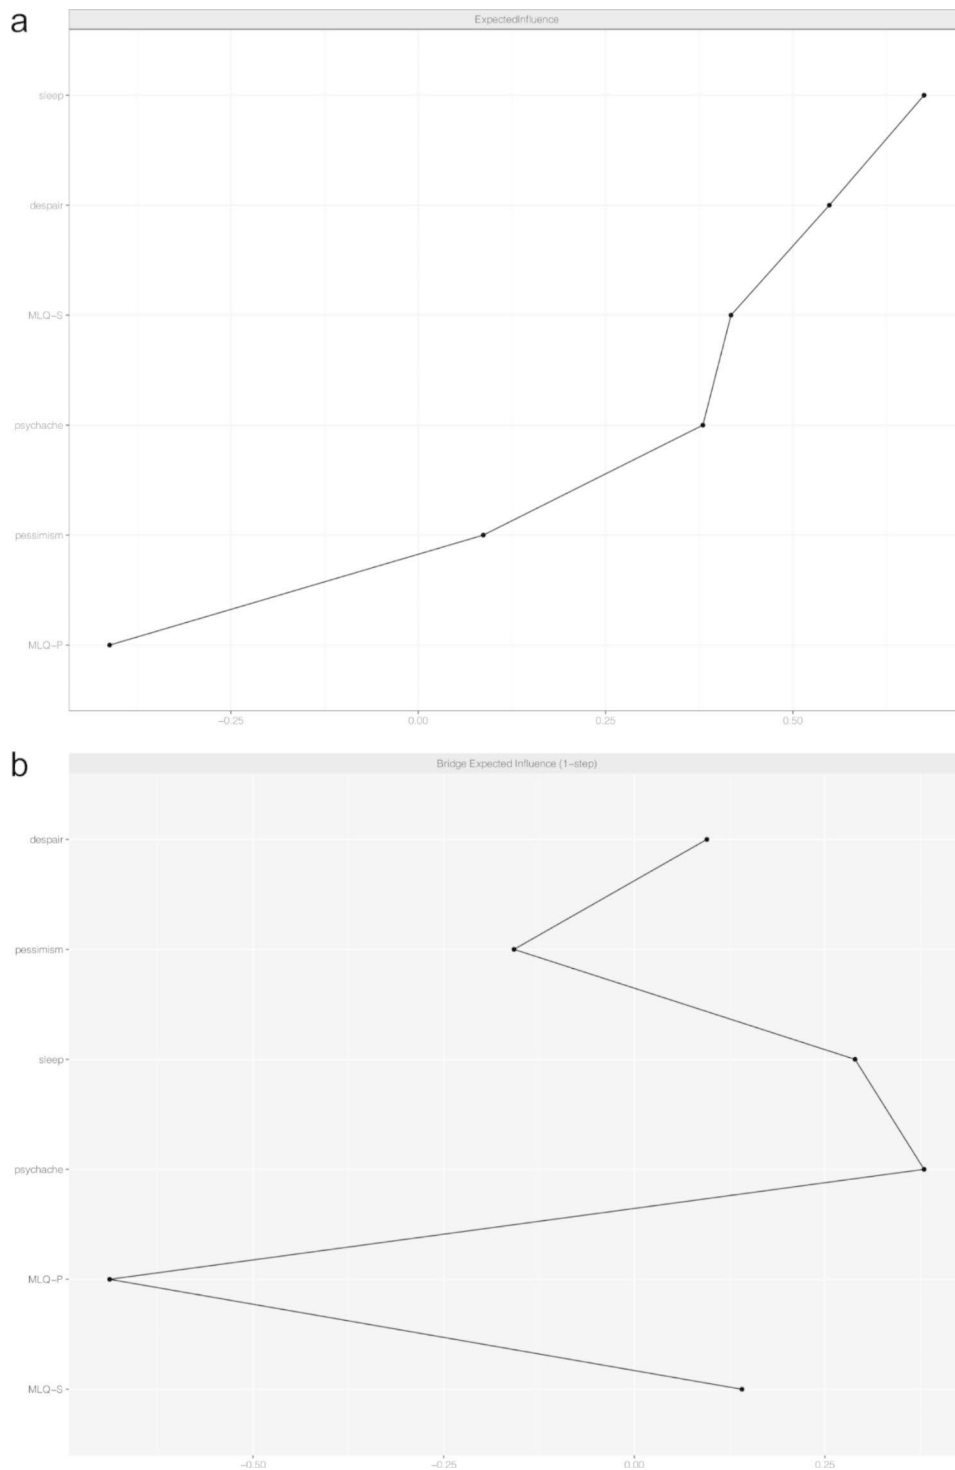 a
ExpectedInfluence
sleep
despair
MLQ-S
psychache
pessimism
MLQ-P
-0.25 0.00 0.25 0.50
b
Bridge Expected Influence (1-step)
despair
pessimism
sleep
psychache
MLQ-P
MLQ-S
-0.50 -0.25 0.00 0.25